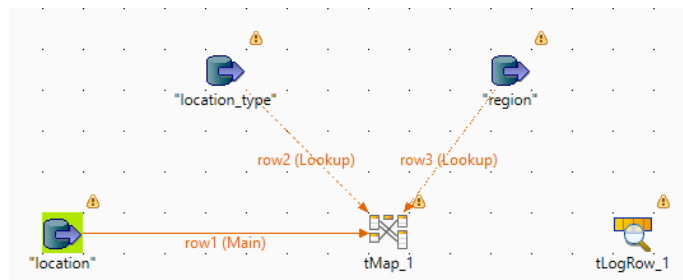 "location_type"
"region"
row2 (Lookup)
row3 (Lookup)
row1 (Main)
"location"
tMap_1
tLogRow_1